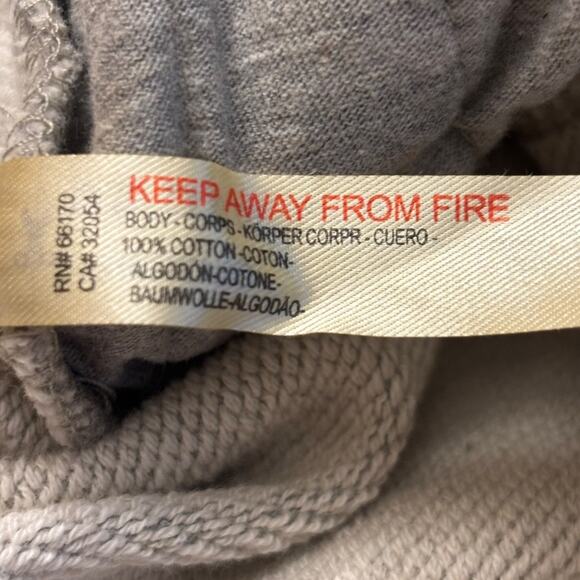 KEEP AWAY FROM FIRE
BODY - CORPS - KÖRPER CORPR - CUERO -
100% COTTON -COTON-
ALGODÓN-COTONE-
BAUMWOLLE-ALGODÃO-
RN# 66170
CA# 32054